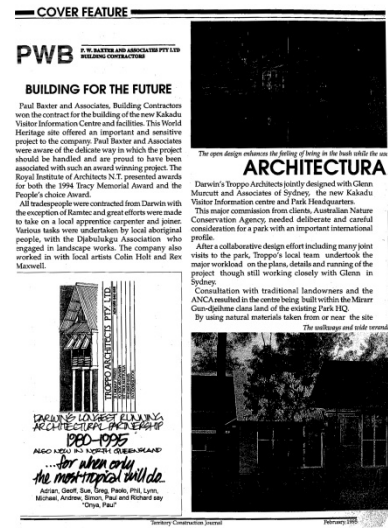 COVER FEATURE
PWB
P. W. BAXTER AND ASSOCIATES PTY LTD
BUILDING CONTRACTORS
BUILDING FOR THE FUTURE
Paul Baxter and Associates, Building Contractors
won the contract for the building of the new Kakadu
Visitor Information Centre and facilities. This World
Heritage site offered an important and sensitive
project to the company. Paul Baxter and Associates
were aware of the delicate way in which the project
should be handled and are proud to have been
associated with such an award winning project. The
Royal Institute of Architects N.T. presented awards
for both the 1994 Tracy Memorial Award and the
People's choice Award.
All tradespeople were contracted from Darwin with
the exception of Ramtec and great efforts were made
to take on a local apprentice carpenter and joiner.
Various tasks were undertaken by local aboriginal
people, with the Djabulukgu Association who
engaged in landscape works. The company also
worked in with local artists Colin Holt and Rex
Maxwell.
TROPPO ARCHITECTS PTY. LTD.
DARWIN'S LONGEST RUNNING
ARCHITECTURAL PARTNERSHIP
1980-1995
ALSO NOW IN NORTH QUEENSLAND
...for when only
the most tropical will do.
Adrian, Geoff, Sue, Greg, Paolo, Phil, Lynn,
Michael, Andrew, Simon, Paul and Richard say
"Onya, Paul"
The open design enhances the feeling of being in the bush while the
ARCHITECTURA
Darwin's Troppo Architects jointly designed with Glenn
Murcutt and Associates of Sydney, the new Kakadu
Visitor Information centre and Park Headquarters.
This major commission from clients, Australian Nature
Conservation Agency, needed deliberate and careful
consideration for a park with an important international
profile.
After a collaborative design effort including many joint
visits to the park, Troppo's local team undertook the
major workload on the plans, details and running of the
project though still working closely with Glenn in
Sydney.
Consultation with traditional landowners and the
ANCA resulted in the centre being built within the Mirarr
Gun-djeihme clans land of the existing Park HQ.
By using natural materials taken from or near the site
The walkways and wide verand
Territory Construction Journal
February 1995